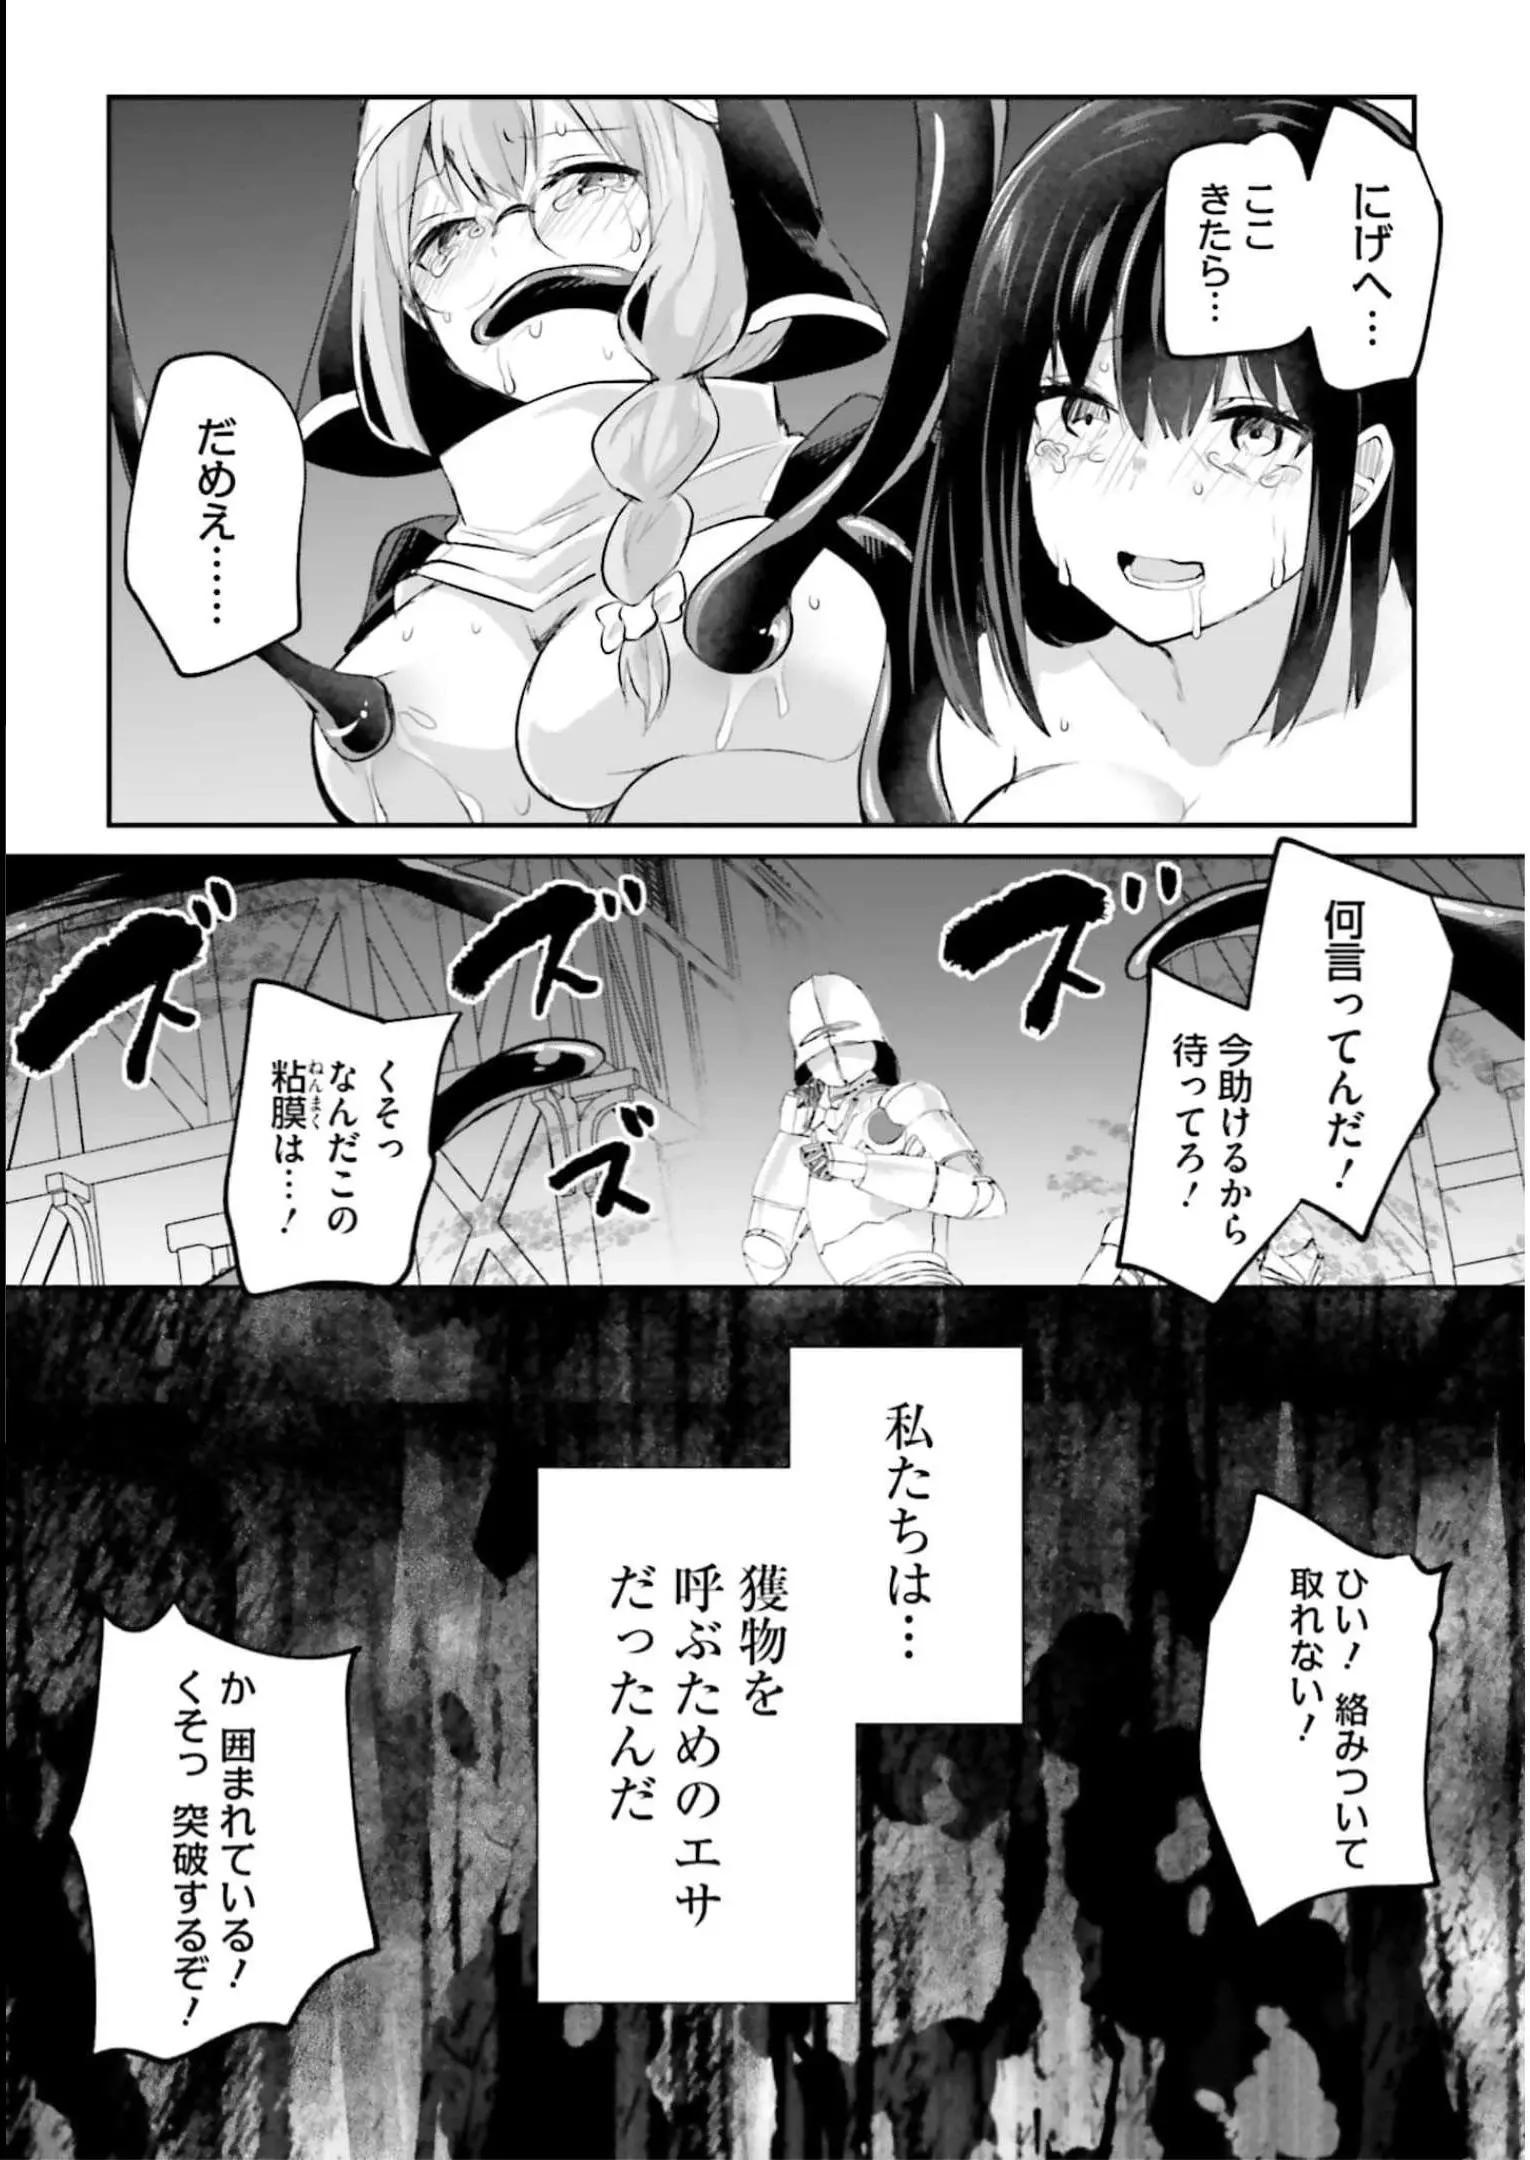 にげへ…
ここ
きたら…
だめえ……
何言ってんだ！
今助けるから
待ってろ！
ズ
ズ
ズ
ズ
くそっ
なんだこの
粘膜は…！
ねんまく
私たちは…
獲物を
呼ぶためのエサ
だったんだ
ひい！ 絡みついて
取れない！
か 囲まれている！
くそっ 突破するぞ！